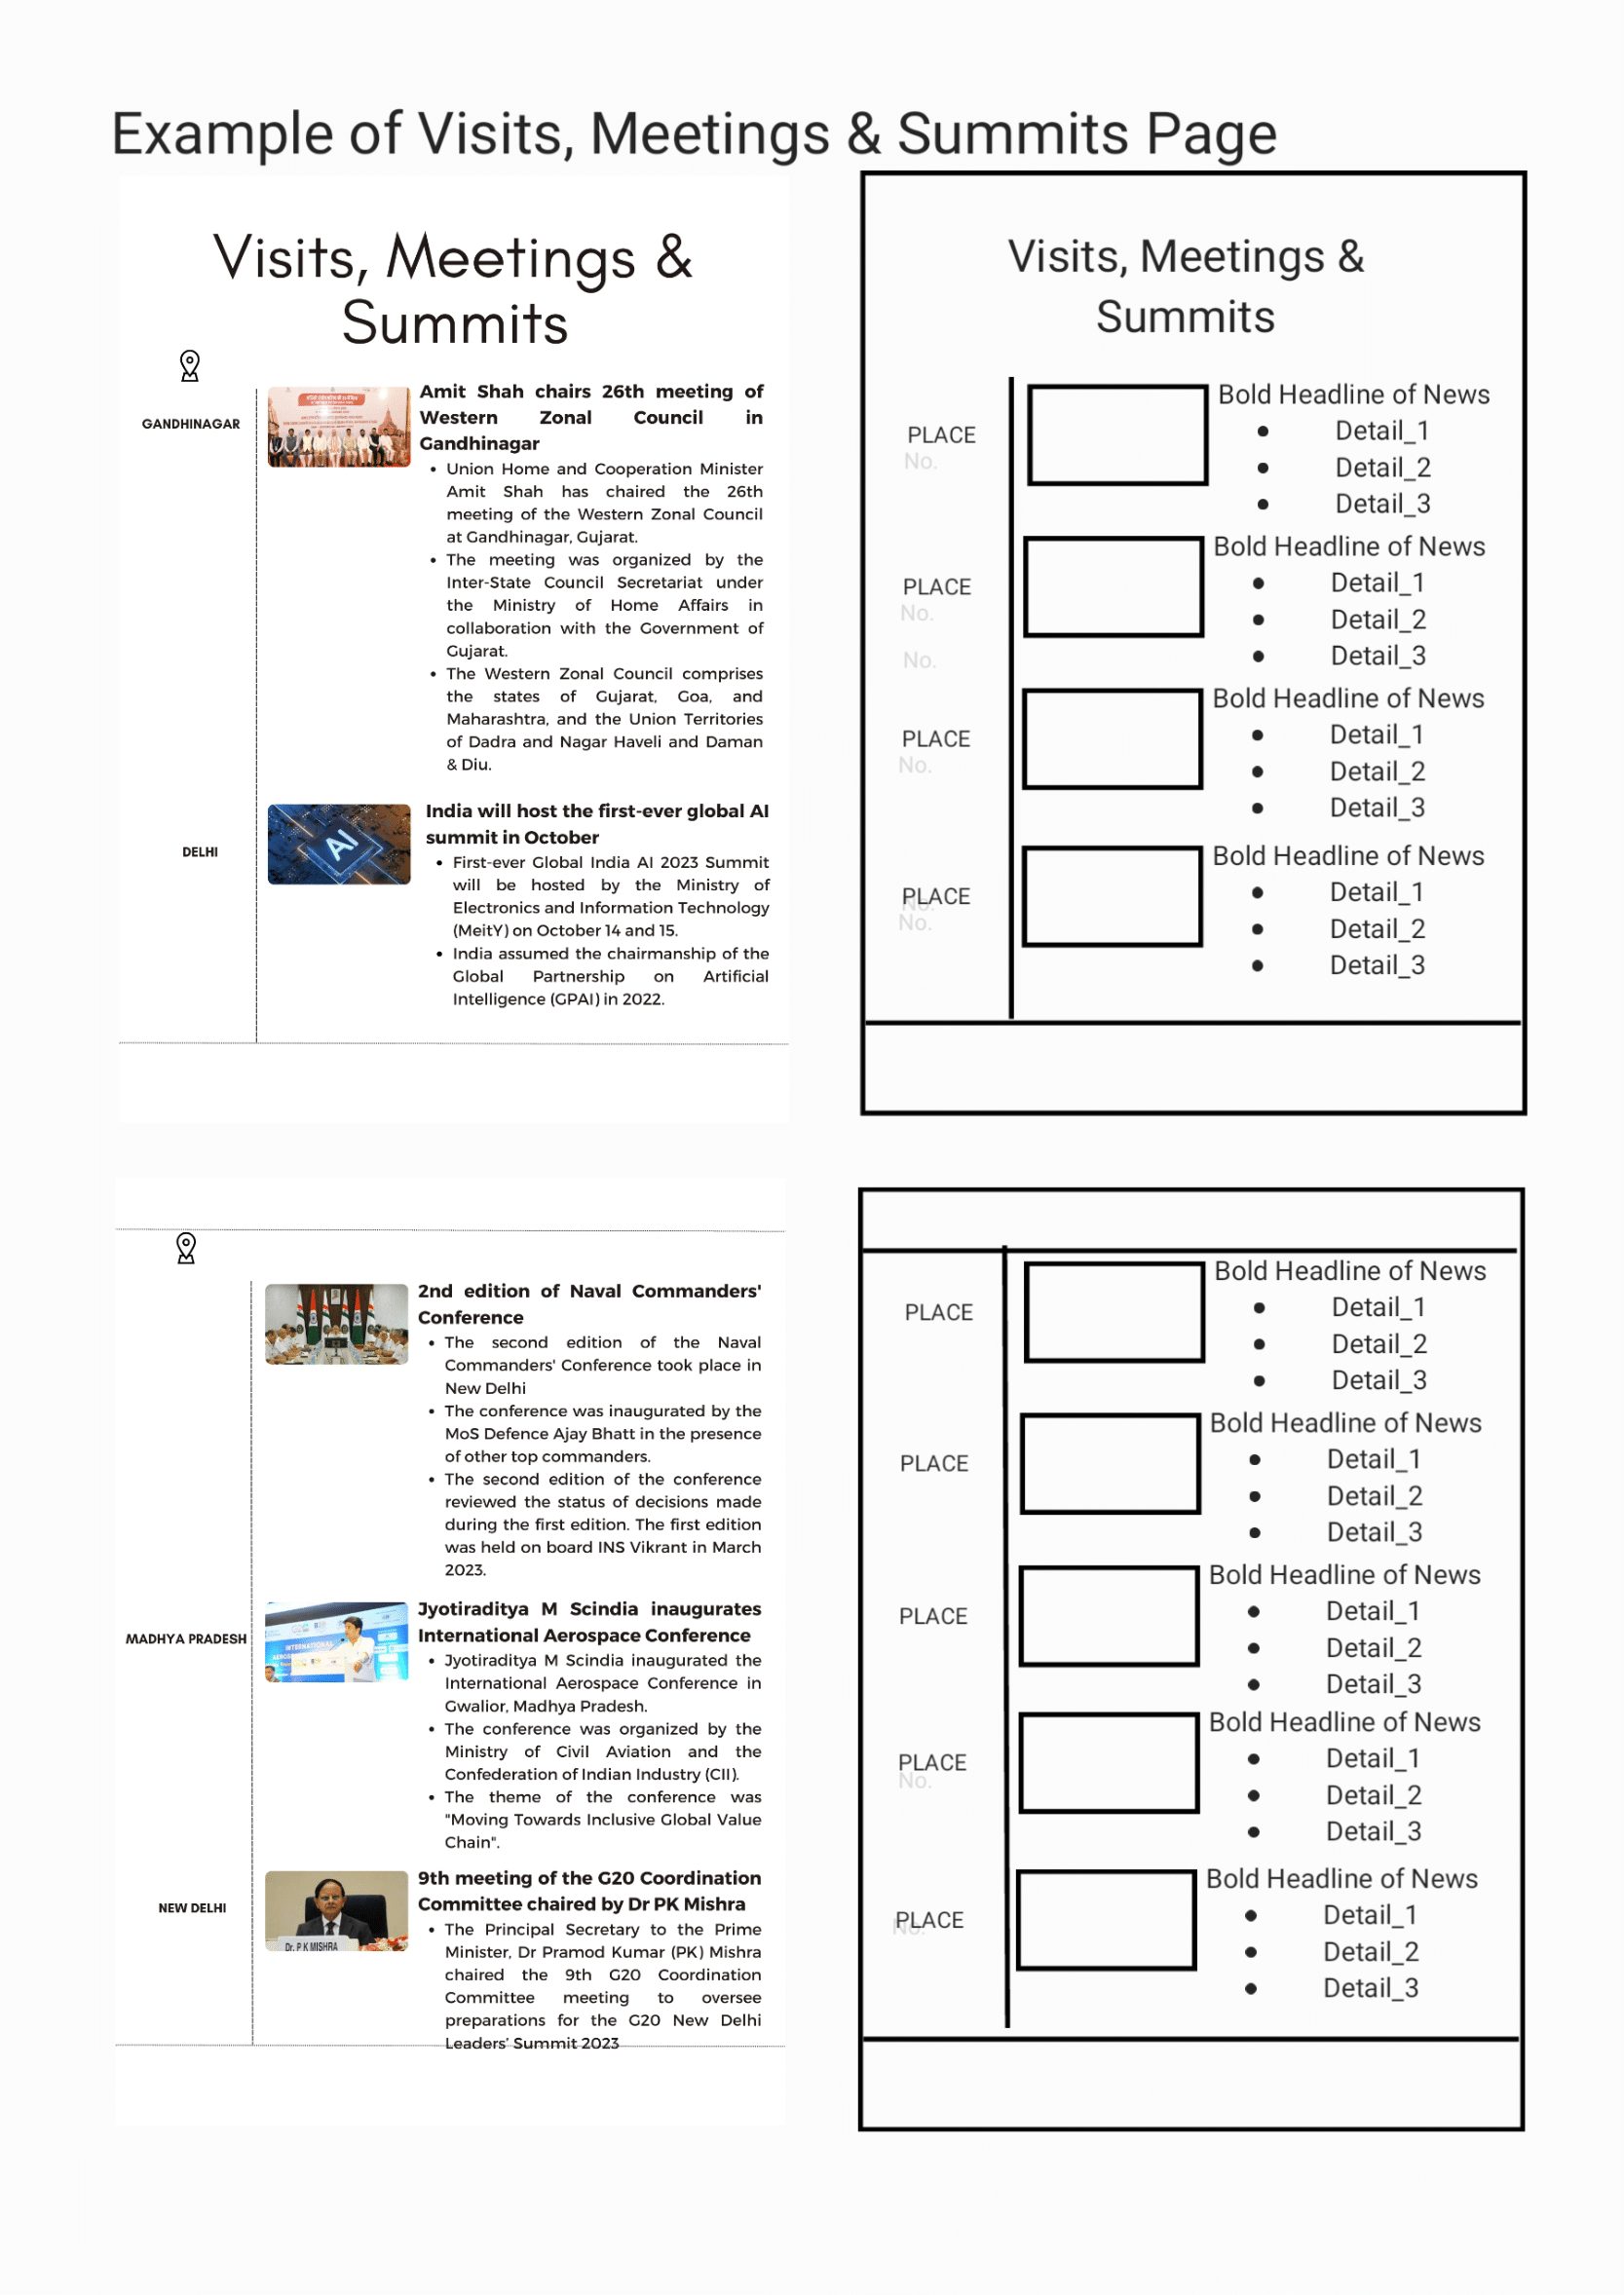 Example of Visits, Meetings & Summits Page
Visits, Meetings &
Summits
GANDHINAGAR
Amit Shah chairs 26th meeting of
Western Zonal Council in
Gandhinagar
• Union Home and Cooperation Minister
Amit Shah has chaired the 26th
meeting of the Western Zonal Council
at Gandhinagar, Gujarat.
• The meeting was organized by the
Inter-State Council Secretariat under
the Ministry of Home Affairs in
collaboration with the Government of
Gujarat.
• The Western Zonal Council comprises
the states of Gujarat, Goa, and
Maharashtra, and the Union Territories
of Dadra and Nagar Haveli and Daman
& Diu.
DELHI
AI
India will host the first-ever global AI
summit in October
• First-ever Global India AI 2023 Summit
will be hosted by the Ministry of
Electronics and Information Technology
(MeitY) on October 14 and 15.
• India assumed the chairmanship of the
Global Partnership on Artificial
Intelligence (GPAI) in 2022.
Visits, Meetings &
Summits
PLACE
No.
Bold Headline of News
• Detail_1
• Detail_2
• Detail_3
PLACE
No.
No.
Bold Headline of News
• Detail_1
• Detail_2
• Detail_3
PLACE
No.
Bold Headline of News
• Detail_1
• Detail_2
• Detail_3
PLACE
No.
No.
Bold Headline of News
• Detail_1
• Detail_2
• Detail_3
2nd edition of Naval Commanders'
Conference
• The second edition of the Naval
Commanders' Conference took place in
New Delhi
• The conference was inaugurated by the
MoS Defence Ajay Bhatt in the presence
of other top commanders.
• The second edition of the conference
reviewed the status of decisions made
during the first edition. The first edition
was held on board INS Vikrant in March
2023.
MADHYA PRADESH
INTERNATIONAL
Jyotiraditya M Scindia inaugurates
International Aerospace Conference
• Jyotiraditya M Scindia inaugurated the
International Aerospace Conference in
Gwalior, Madhya Pradesh.
• The conference was organized by the
Ministry of Civil Aviation and the
Confederation of Indian Industry (CII).
• The theme of the conference was
"Moving Towards Inclusive Global Value
Chain".
NEW DELHI
Dr. P K MISHRA
9th meeting of the G20 Coordination
Committee chaired by Dr PK Mishra
• The Principal Secretary to the Prime
Minister, Dr Pramod Kumar (PK) Mishra
chaired the 9th G20 Coordination
Committee meeting to oversee
preparations for the G20 New Delhi
Leaders’ Summit 2023
PLACE
Bold Headline of News
• Detail_1
• Detail_2
• Detail_3
PLACE
Bold Headline of News
• Detail_1
• Detail_2
• Detail_3
PLACE
Bold Headline of News
• Detail_1
• Detail_2
• Detail_3
PLACE
No.
Bold Headline of News
• Detail_1
• Detail_2
• Detail_3
PLACE
No.
Bold Headline of News
• Detail_1
• Detail_2
• Detail_3